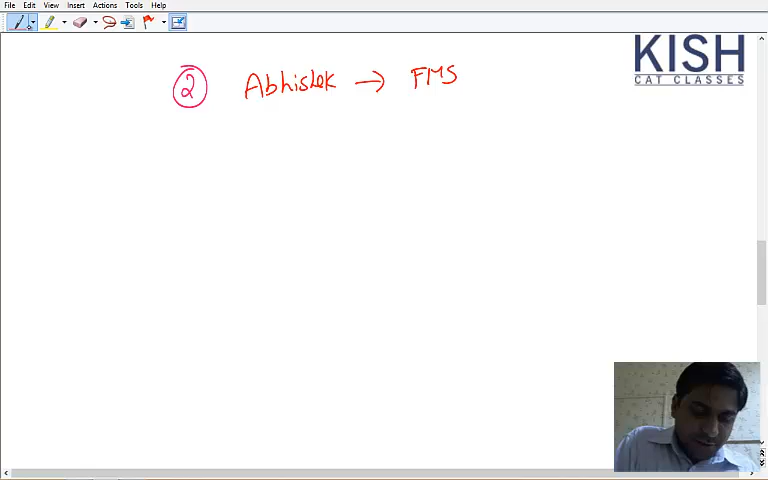 File Edit View Insert Actions Tools Help
KISH
CAT CLASSES
② Abhishek → FMS